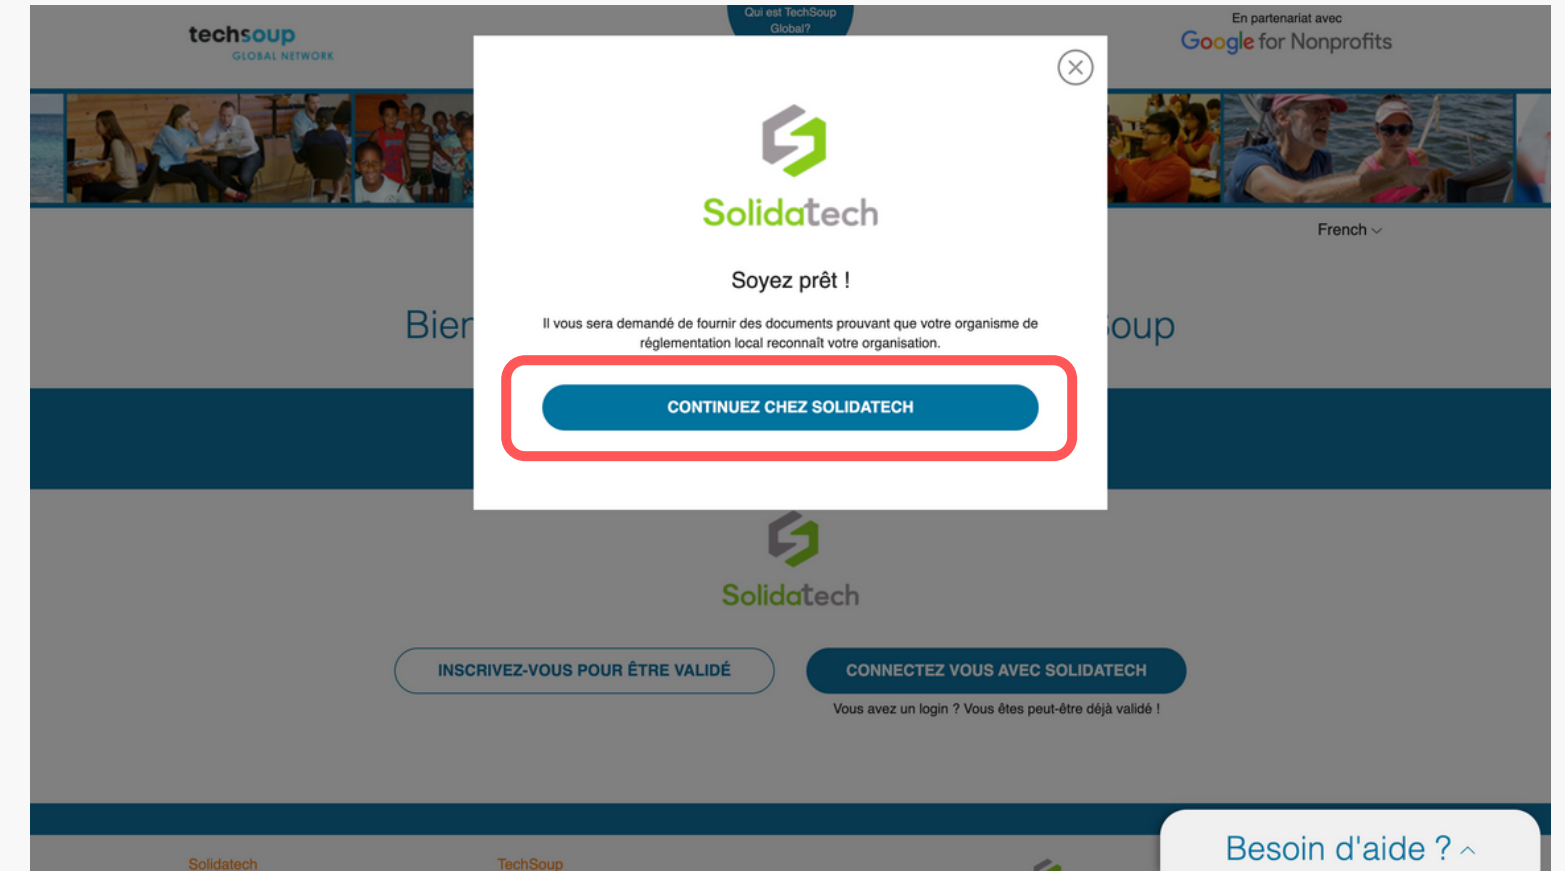 techsoup
GLOBAL NETWORK
Qui est TechSoup
Global?
En partenariat avec
Google for Nonprofits
Solidatech
Soyez prêt !
Il vous sera demandé de fournir des documents prouvant que votre organisme de
réglementation local reconnaît votre organisation.
CONTINUEZ CHEZ SOLIDATECH
French
Bien
Soup
Solidatech
INSCRIVEZ-VOUS POUR ÊTRE VALIDÉ
CONNECTEZ VOUS AVEC SOLIDATECH
Vous avez un login ? Vous êtes peut-être déjà validé !
Besoin d'aide ?
Solidatech
TechSoup